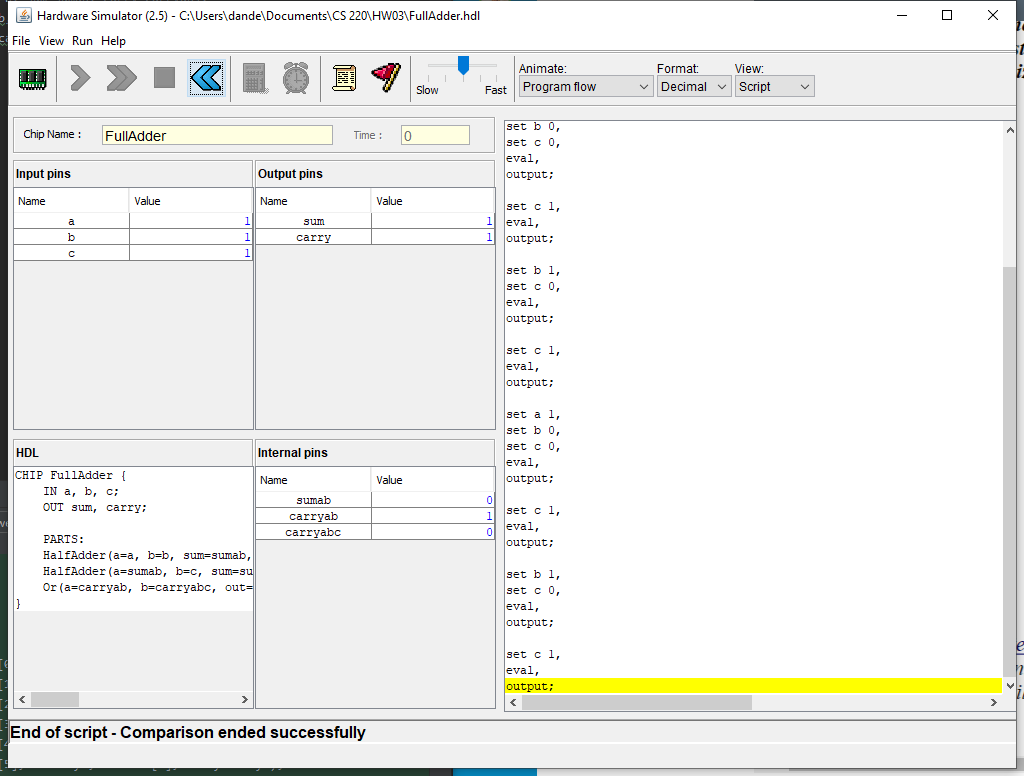 Hardware Simulator (2.5) - C:\Users\dande\Documents\CS 220\HW03\FullAdder.hdl
File View Run Help
Slow
Fast
Animate:
Program flow
Format:
Decimal
View:
Script
Chip Name :
FullAdder
Time :
0
Input pins
Name Value
a 1
b 1
c 1
Output pins
Name Value
sum 1
carry 1
HDL
CHIP FullAdder {
    IN a, b, c;
    OUT sum, carry;

    PARTS:
    HalfAdder(a=a, b=b, sum=sumab,
    HalfAdder(a=sumab, b=c, sum=su
    Or(a=carryab, b=carryabc, out=
}
Internal pins
Name Value
sumab 0
carryab 1
carryabc 0
set b 0,
set c 0,
eval,
output;

set c 1,
eval,
output;

set b 1,
set c 0,
eval,
output;

set c 1,
eval,
output;

set a 1,
set b 0,
set c 0,
eval,
output;

set c 1,
eval,
output;

set b 1,
set c 0,
eval,
output;

set c 1,
eval,
output;
End of script - Comparison ended successfully